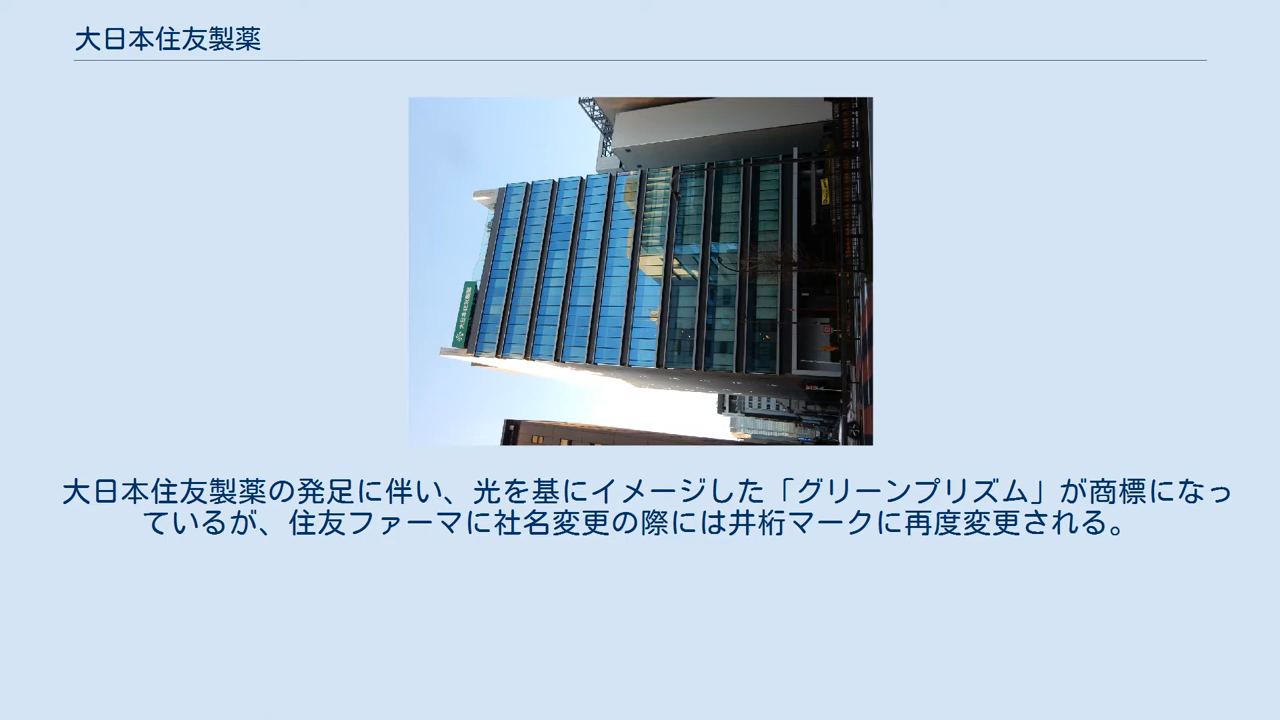 大日本住友製薬
大日本住友製薬の発足に伴い、光を基にイメージした「グリーンプリズム」が商標になっ
ているが、住友ファーマに社名変更の際には井桁マークに再度変更される。